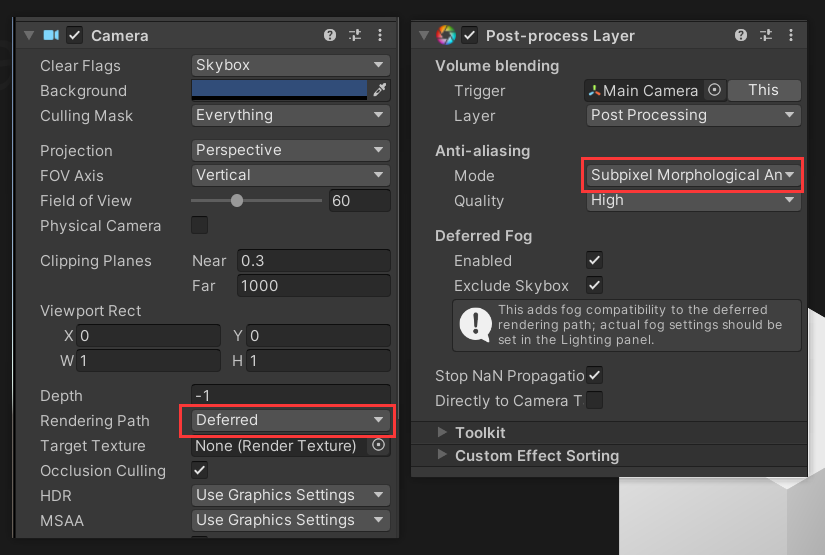 Camera
Clear Flags Skybox
Background
Culling Mask Everything
Projection Perspective
FOV Axis Vertical
Field of View 60
Physical Camera
Clipping Planes Near 0.3
Far 1000
Viewport Rect
X 0 Y 0
W 1 H 1
Depth -1
Rendering Path Deferred
Target Texture None (Render Texture)
Occlusion Culling
HDR Use Graphics Settings
MSAA Use Graphics Settings
Post-process Layer
Volume blending
Trigger Main Camera This
Layer Post Processing
Anti-aliasing
Mode Subpixel Morphological An
Quality High
Deferred Fog
Enabled
Exclude Skybox
This adds fog compatibility to the deferred
rendering path; actual fog settings should be
set in the Lighting panel.
Stop NaN Propagatio
Directly to Camera T
Toolkit
Custom Effect Sorting